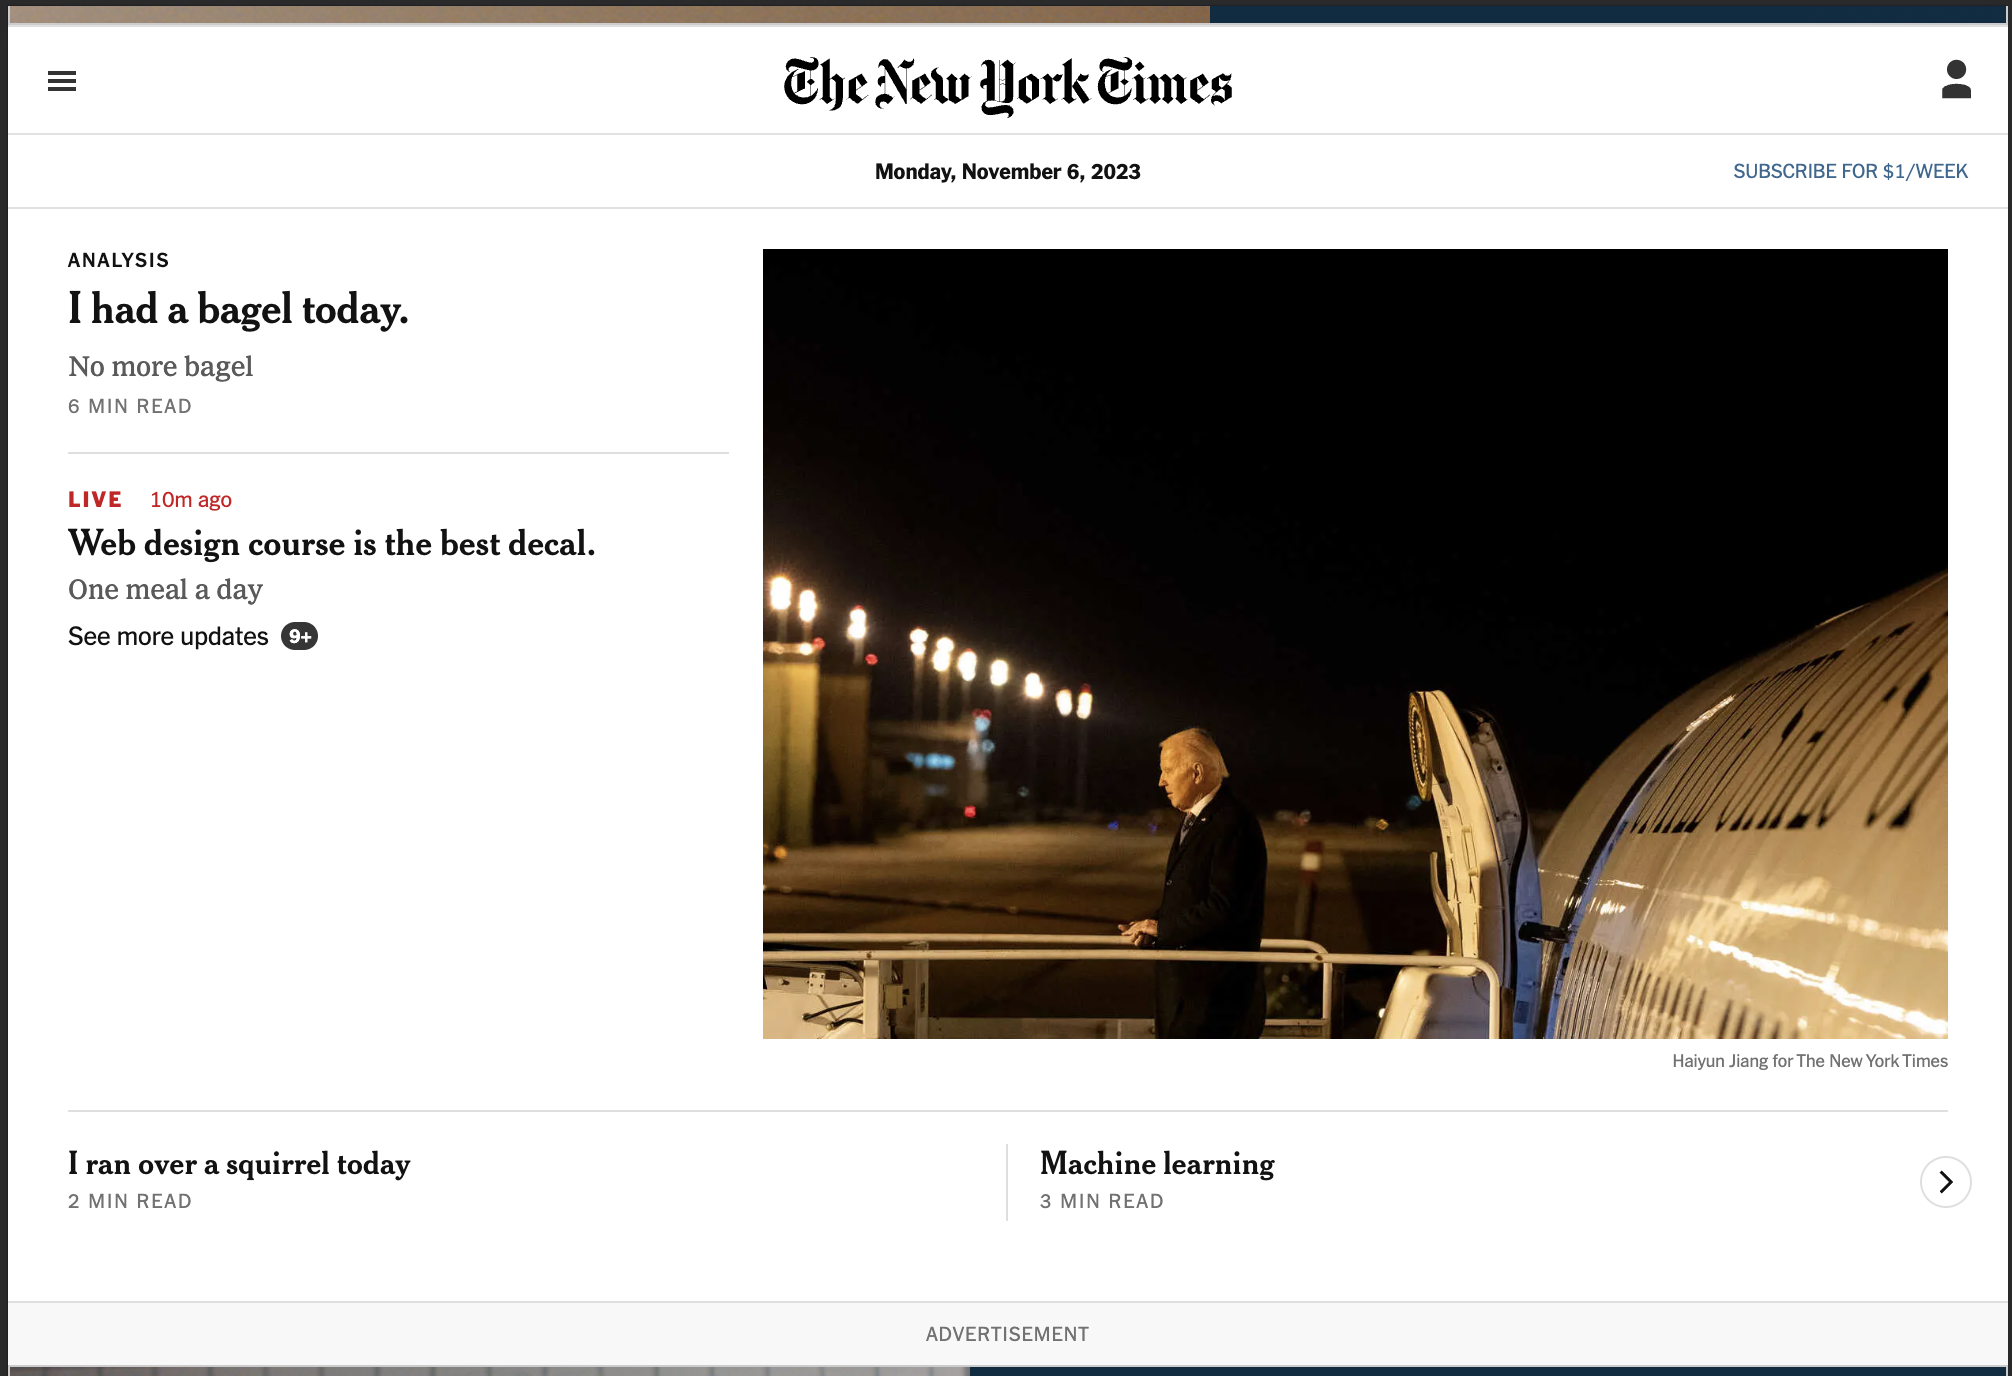 The New York Times
Monday, November 6, 2023
SUBSCRIBE FOR $1/WEEK
ANALYSIS
I had a bagel today.
No more bagel
6 MIN READ
LIVE 10m ago
Web design course is the best decal.
One meal a day
See more updates 9+
Haiyun Jiang for The New York Times
I ran over a squirrel today
2 MIN READ
Machine learning
3 MIN READ
ADVERTISEMENT